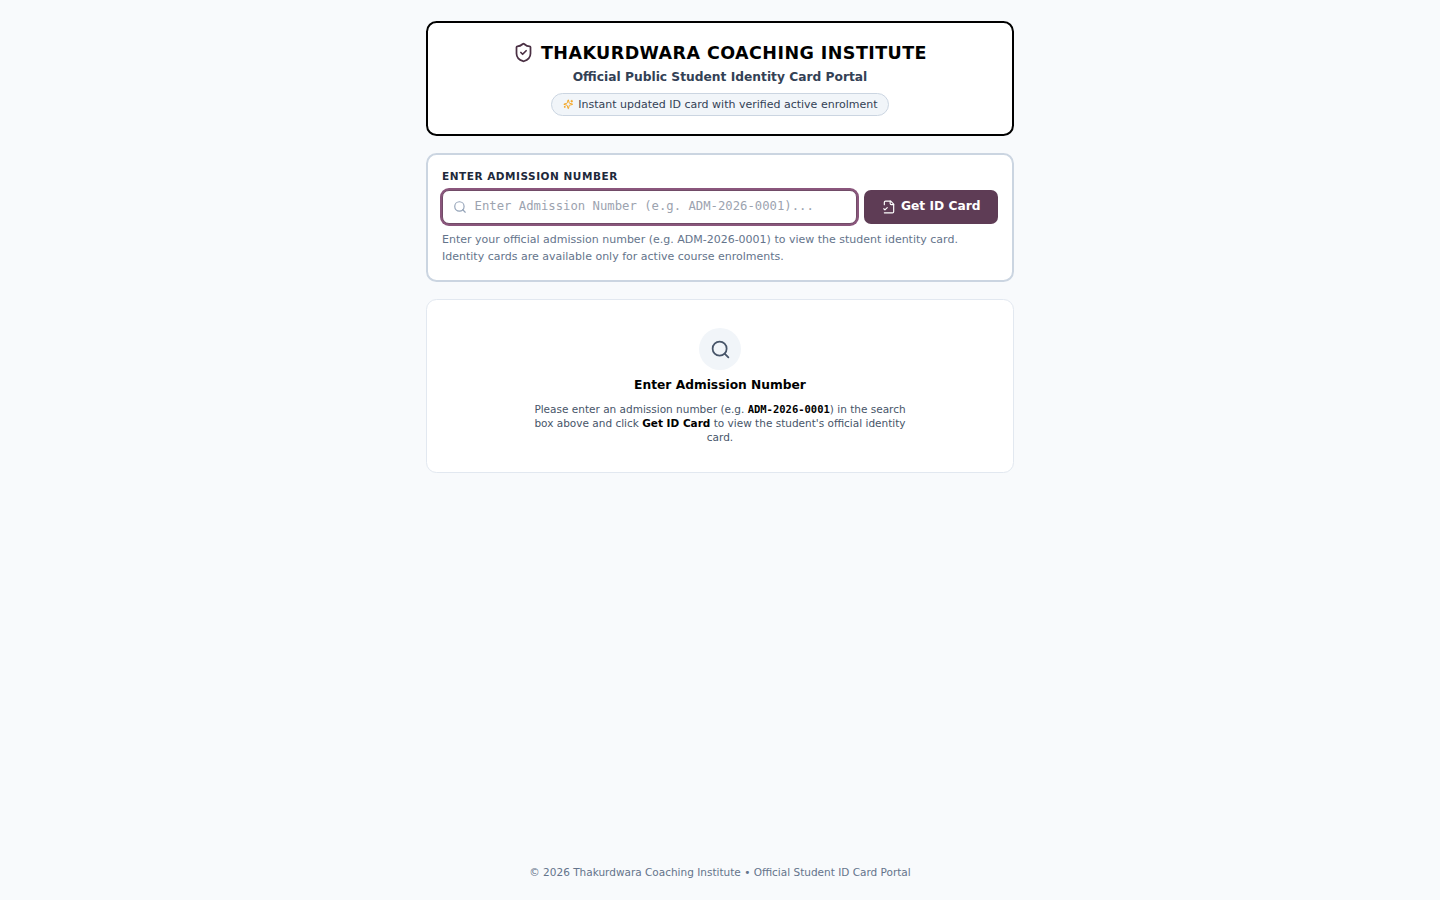 THAKURDWARA COACHING INSTITUTE
Official Public Student Identity Card Portal
Instant updated ID card with verified active enrolment
ENTER ADMISSION NUMBER
Enter Admission Number (e.g. ADM-2026-0001)...
Get ID Card
Enter your official admission number (e.g. ADM-2026-0001) to view the student identity card.
Identity cards are available only for active course enrolments.
Enter Admission Number
Please enter an admission number (e.g. ADM-2026-0001) in the search
box above and click Get ID Card to view the student's official identity
card.
© 2026 Thakurdwara Coaching Institute • Official Student ID Card Portal